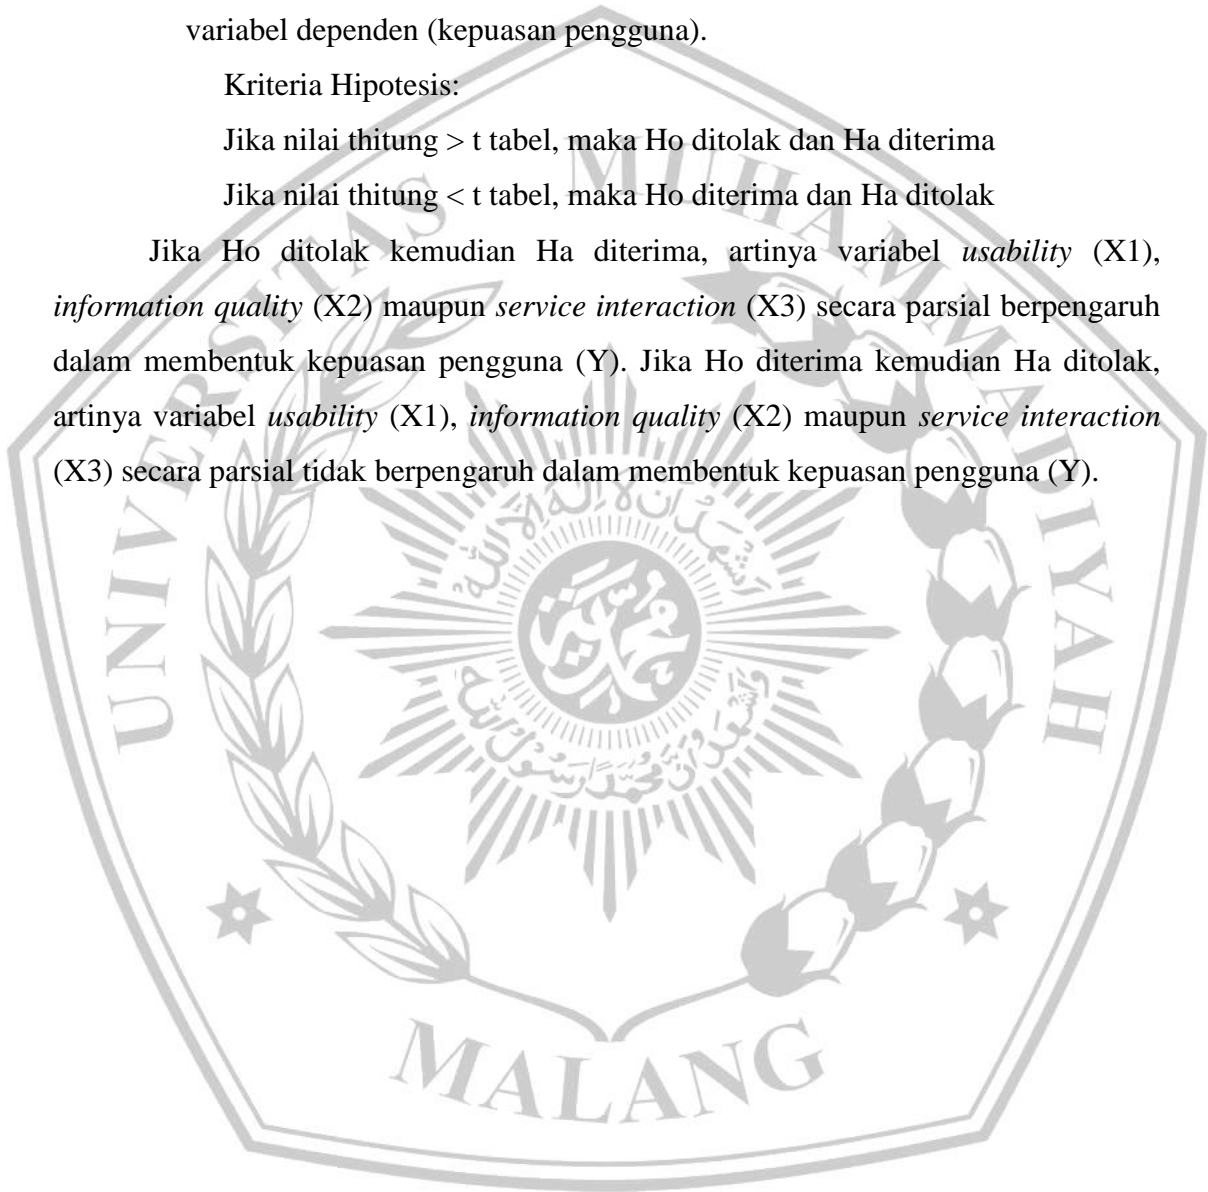 variabel dependen (kepuasan pengguna).
Kriteria Hipotesis:
Jika nilai thitung > t tabel, maka Ho ditolak dan Ha diterima
Jika nilai thitung < t tabel, maka Ho diterima dan Ha ditolak
Jika Ho ditolak kemudian Ha diterima, artinya variabel usability (X1),
information quality (X2) maupun service interaction (X3) secara parsial berpengaruh
dalam membentuk kepuasan pengguna (Y). Jika Ho diterima kemudian Ha ditolak,
artinya variabel usability (X1), information quality (X2) maupun service interaction
(X3) secara parsial tidak berpengaruh dalam membentuk kepuasan pengguna (Y).
UNIVERSITAS MUHAMMADIYAH
MALANG